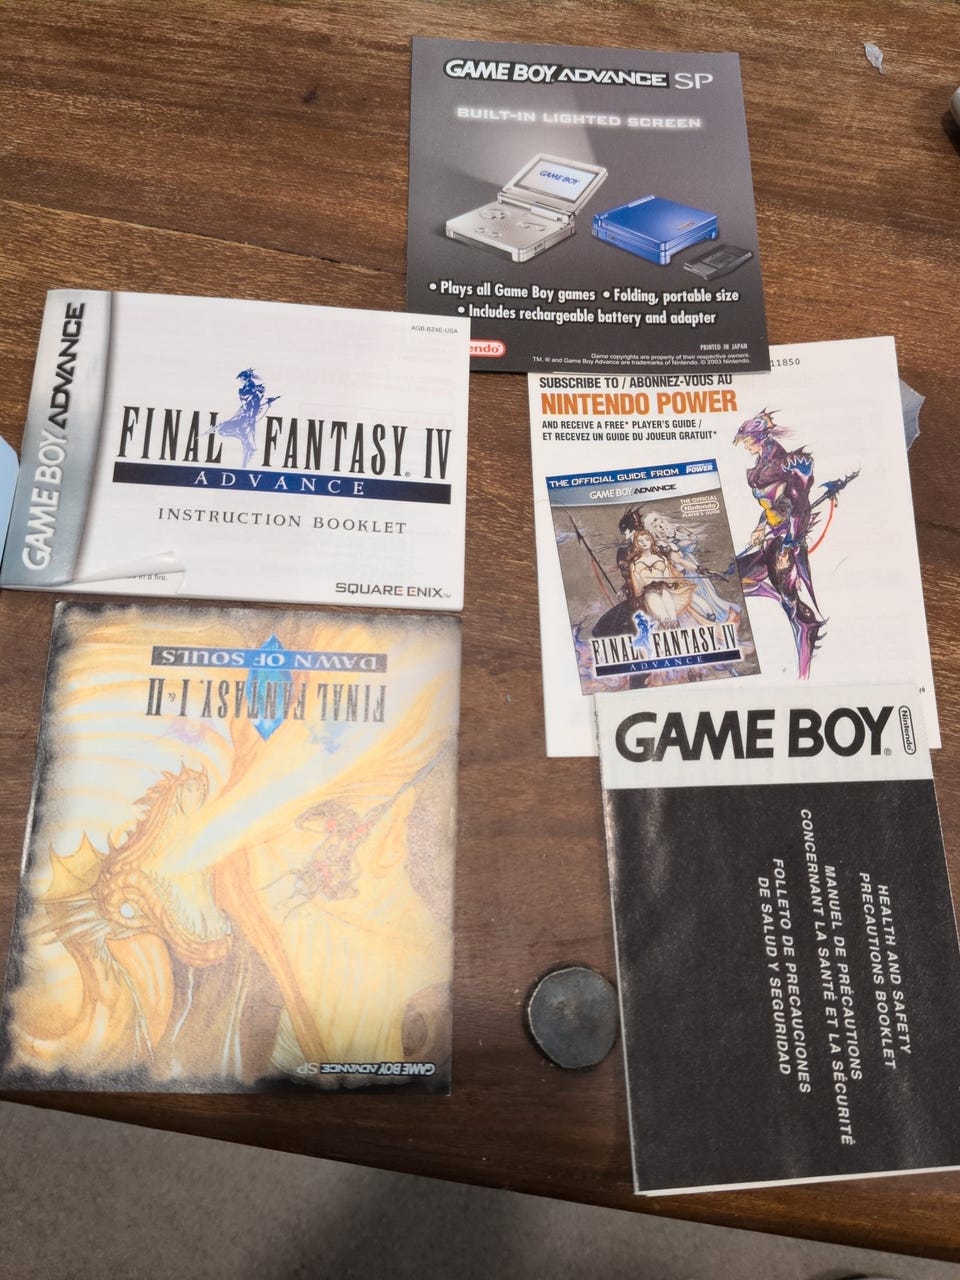 GAME BOY ADVANCE SP
BUILT-IN LIGHTED SCREEN
GAME BOY
• Plays all Game Boy games • Folding, portable size
• Includes rechargeable battery and adapter
PRINTED IN JAPAN
Game copyrights are property of their respective owners.
TM, ® and Game Boy Advance are trademarks of Nintendo. © 2003 Nintendo.
GAME BOY ADVANCE
AGB-BZ4E-USA
FINAL FANTASY® IV
ADVANCE
INSTRUCTION BOOKLET
in a fire.
SQUARE ENIX™
11850
SUBSCRIBE TO / ABONNEZ-VOUS AU
NINTENDO POWER
AND RECEIVE A FREE* PLAYER'S GUIDE /
ET RECEVEZ UN GUIDE DU JOUEUR GRATUIT*
THE OFFICIAL GUIDE FROM POWER
GAME BOY ADVANCE
THE OFFICIAL
Nintendo
PLAYER'S GUIDE
FINAL FANTASY IV
ADVANCE
FINAL FANTASY I & II
DAWN OF SOULS
GAME BOY ADVANCE SP
GAME BOY®
Nintendo
HEALTH AND SAFETY
PRECAUTIONS BOOKLET
MANUEL DE PRÉCAUTIONS
CONCERNANT LA SANTÉ ET LA SÉCURITÉ
FOLLETO DE PRECAUCIONES
DE SALUD Y SEGURIDAD